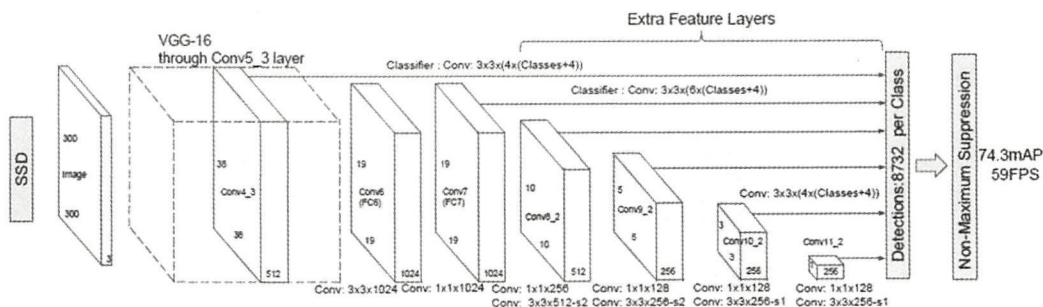 Extra Feature Layers
VGG-16
through Conv5_3 layer
Classifier : Conv: 3x3x(4x(Classes+4))
Classifier : Conv: 3x3x(6x(Classes+4))
SSD
300
Image
300
3
38
Conv4_3
38
512
19
Conv6
(FC6)
19
1024
19
Conv7
(FC7)
19
1024
10
Conv8_2
10
512
5
Conv9_2
5
256
Conv: 3x3x(4x(Classes+4))
3
Conv10_2
3
256
Conv11_2
256
Detections:8732 per Class
Non-Maximum Suppression
74.3mAP
59FPS
Conv: 3x3x1024
Conv: 1x1x1024
Conv: 1x1x256
Conv: 3x3x512-s2
Conv: 1x1x128
Conv: 3x3x256-s2
Conv: 1x1x128
Conv: 3x3x256-s1
Conv: 1x1x128
Conv: 3x3x256-s1